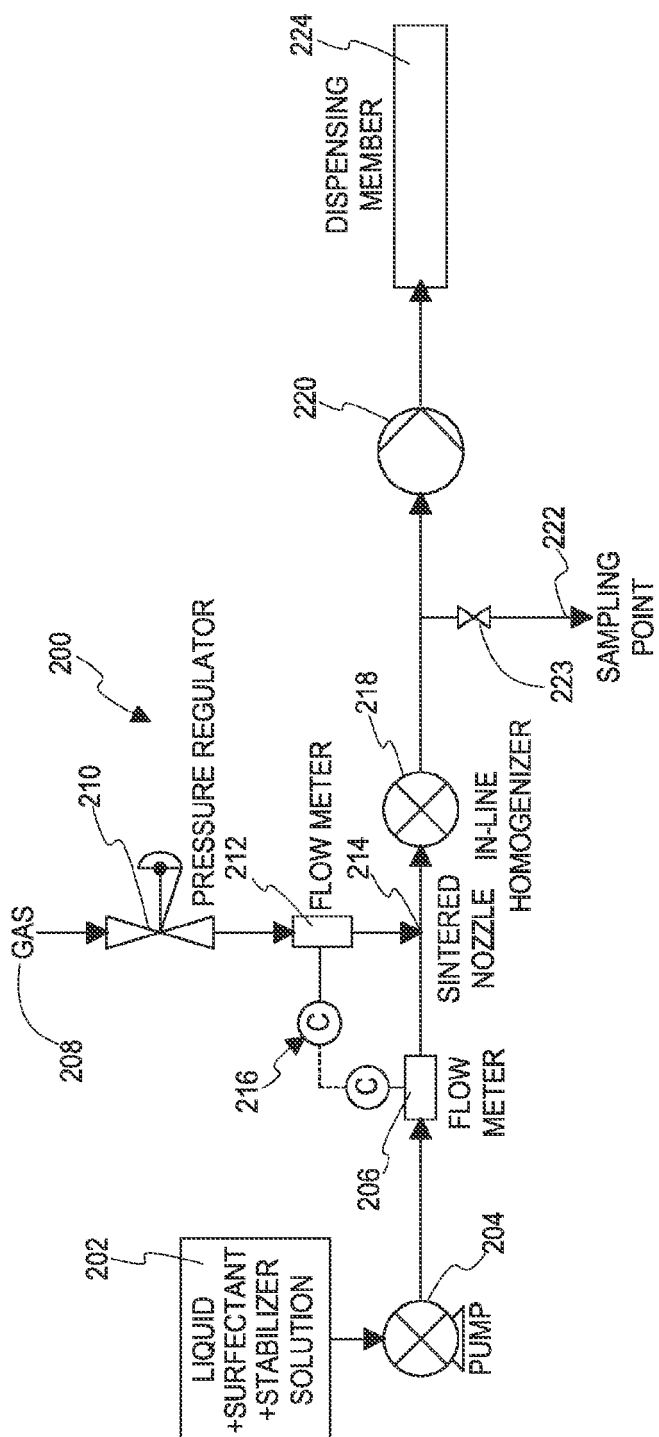 200
208
GAS
210
PRESSURE REGULATOR
212
FLOW METER
214
216
C
C
202
LIQUID
+SURFECTANT
+STABILIZER
SOLUTION
204
PUMP
206
FLOW
METER
SINTERED
NOZZLE
218
IN-LINE
HOMOGENIZER
220
222
223
SAMPLING
POINT
DISPENSING
MEMBER
224